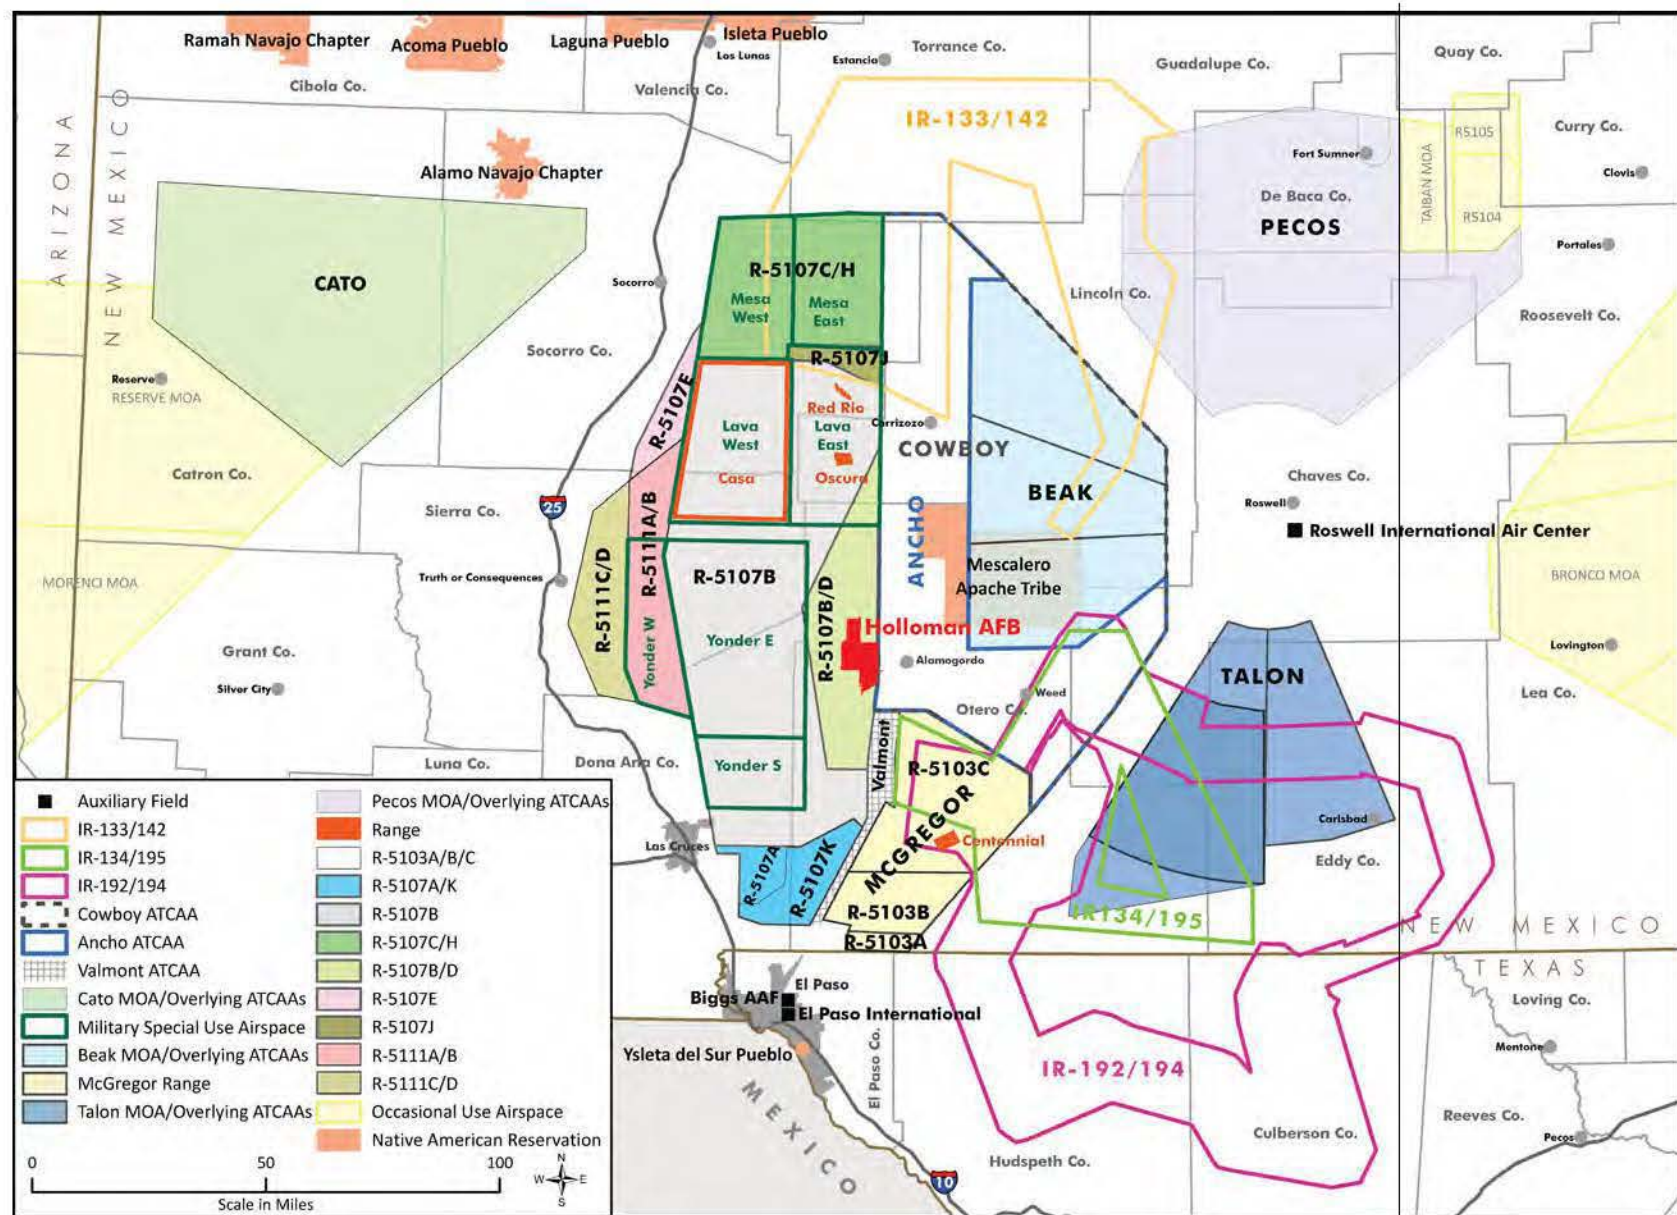 Ramah Navajo Chapter
Acoma Pueblo
Laguna Pueblo
Isleta Pueblo
Los Lunas
Estancia
Torrance Co.
Guadalupe Co.
Quay Co.
Cibola Co.
Valencia Co.
ARIZONA
NEW MEXICO
IR-133/142
R5105
Curry Co.
Fort Sumner
Clovis
Alamo Navajo Chapter
TAIBAN MOA
De Baca Co.
PECOS
R5104
Portales
CATO
Socorro
R-5107C/H
Mesa
West
Mesa
East
Lincoln Co.
Roosevelt Co.
Socorro Co.
R-5107J
Reserve
RESERVE MOA
R-5107E
Red Rio
Lava
West
Lava
East
Carrizozo
COWBOY
Casa
Oscura
Catron Co.
Chaves Co.
BEAK
Roswell
Roswell International Air Center
25
Sierra Co.
R-5111A/B
ANCHO
R-5111C/D
Mescalero
Apache Tribe
MORENCI MOA
Truth or Consequences
R-5107B
BRONCO MOA
R-5107B/D
Holloman AFB
Yonder W
Yonder E
Grant Co.
Lovington
Alamogordo
TALON
Silver City
Weed
Otero Co.
Lea Co.
Valmont
Luna Co.
Dona Ana Co.
Yonder S
R-5103C
MCGREGOR
Centennial
Carlsbad
Las Cruces
R-5107A
R-5107K
Eddy Co.
R-5103B
IR134/195
R-5103A
NEW MEXICO
TEXAS
El Paso
Biggs AAF
El Paso International
Loving Co.
Ysleta del Sur Pueblo
Mentone
El Paso Co.
IR-192/194
MEXICO
Reeves Co.
Culberson Co.
Pecos
Hudspeth Co.
10
Auxiliary Field
IR-133/142
IR-134/195
IR-192/194
Cowboy ATCAA
Ancho ATCAA
Valmont ATCAA
Cato MOA/Overlying ATCAAs
Military Special Use Airspace
Beak MOA/Overlying ATCAAs
McGregor Range
Talon MOA/Overlying ATCAAs
Pecos MOA/Overlying ATCAAs
Range
R-5103A/B/C
R-5107A/K
R-5107B
R-5107C/H
R-5107B/D
R-5107E
R-5107J
R-5111A/B
R-5111C/D
Occasional Use Airspace
Native American Reservation
0 50 100
Scale in Miles
N
W E
S